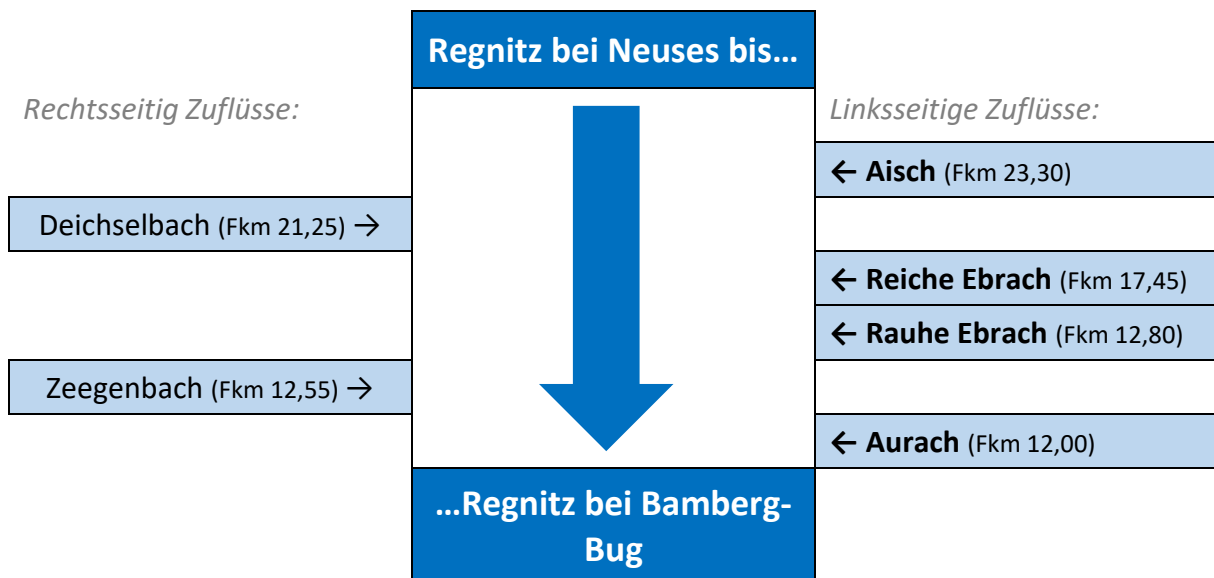 Regnitz bei Neuses bis…
Rechtsseitig Zuflüsse:
Linksseitige Zuflüsse:
← Aisch (Fkm 23,30)
Deichselbach (Fkm 21,25) →
← Reiche Ebrach (Fkm 17,45)
← Rauhe Ebrach (Fkm 12,80)
Zeegenbach (Fkm 12,55) →
← Aurach (Fkm 12,00)
…Regnitz bei Bamberg-
Bug